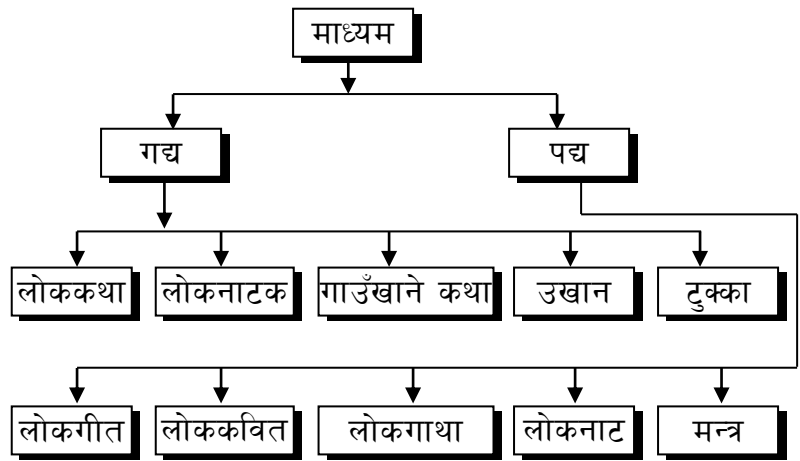 माध्यम
गद्य पद्य
लोककथा लोकनाटक गाउँखाने कथा उखान टुक्का
लोकगीत लोककवित लोकगाथा लोकनाट मन्त्र